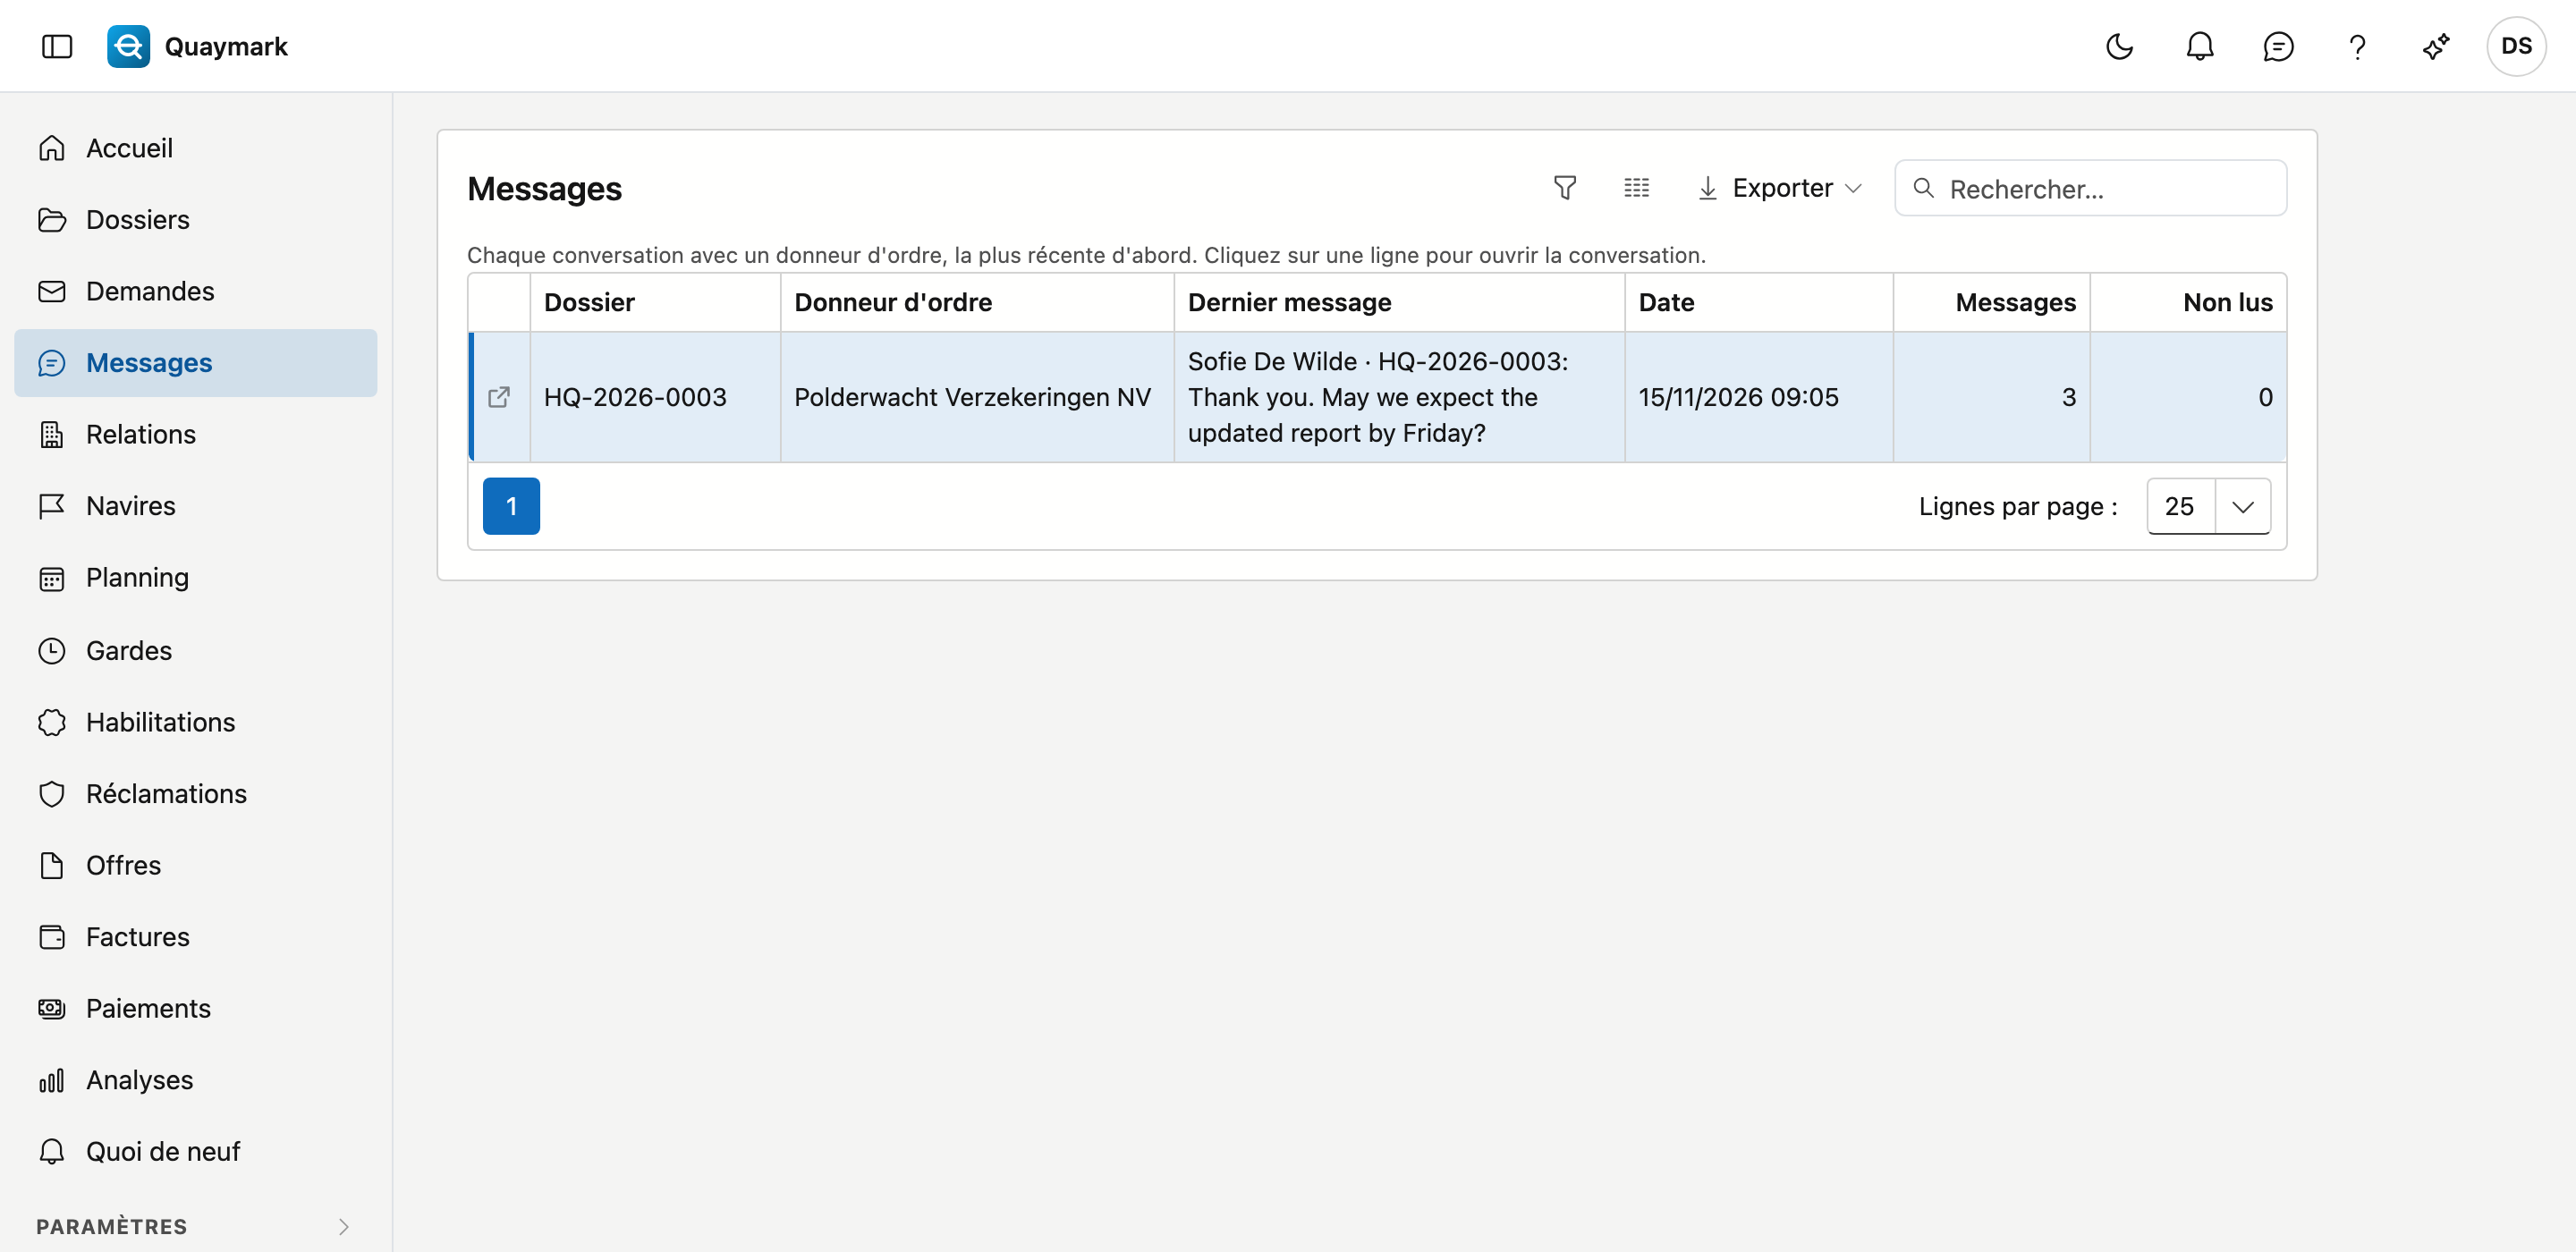 Quaymark
DS
Accueil
Dossiers
Demandes
Messages
Relations
Navires
Planning
Gardes
Habilitations
Réclamations
Offres
Factures
Paiements
Analyses
Quoi de neuf
PARAMÈTRES
Messages
Exporter
Rechercher...
Chaque conversation avec un donneur d'ordre, la plus récente d'abord. Cliquez sur une ligne pour ouvrir la conversation.
Dossier Donneur d'ordre Dernier message Date Messages Non lus
HQ-2026-0003 Polderwacht Verzekeringen NV Sofie De Wilde · HQ-2026-0003:
Thank you. May we expect the
updated report by Friday? 15/11/2026 09:05 3 0
1 Lignes par page : 25